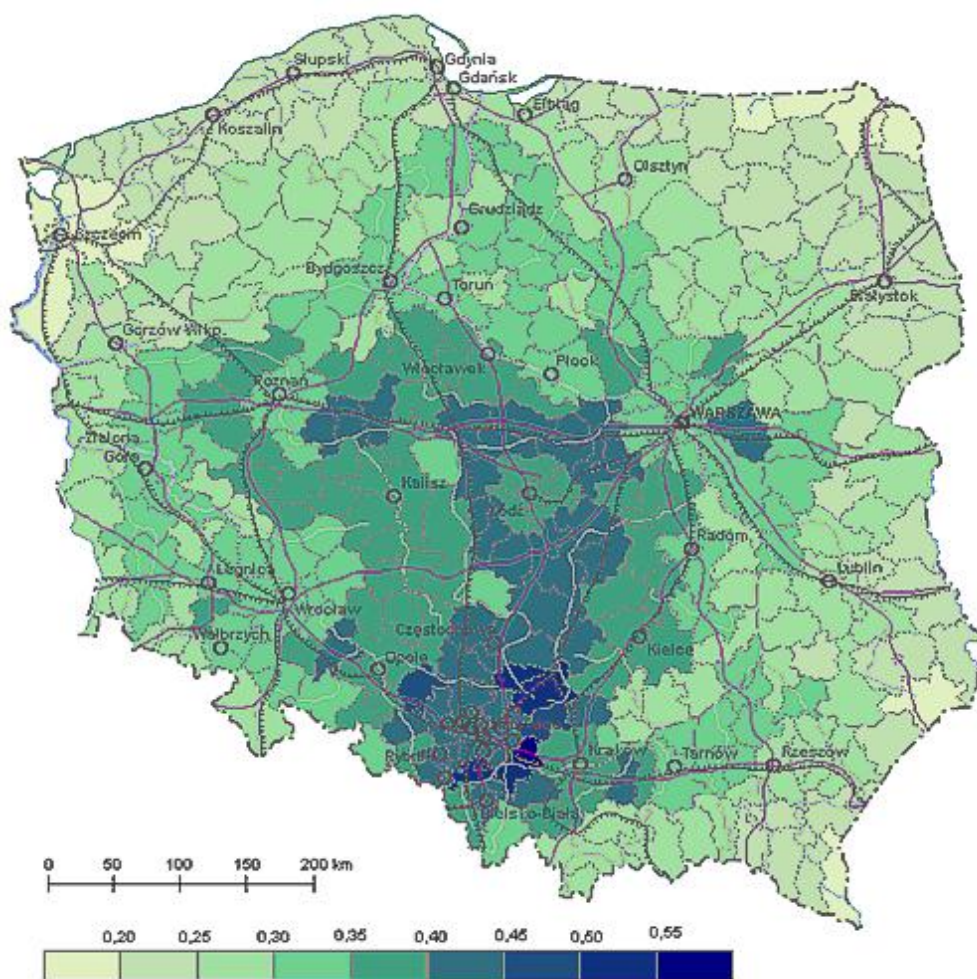 Słupsk
Gdynia
Gdańsk
Koszalin
Elbląg
Olsztyn
Szczecin
Grudziądz
Bydgoszcz
Toruń
Białystok
Gorzów Wlkp.
Włocławek
Płock
Poznań
WARSZAWA
Zielona
Góra
Kalisz
Łódź
Radom
Legnica
Lublin
Wrocław
Częstochowa
Wałbrzych
Kielce
Opole
Rybnik
Kraków
Tarnów
Rzeszów
Bielsko-Biała
0 50 100 150 200 km
0,20 0,25 0,30 0,35 0,40 0,45 0,50 0,55